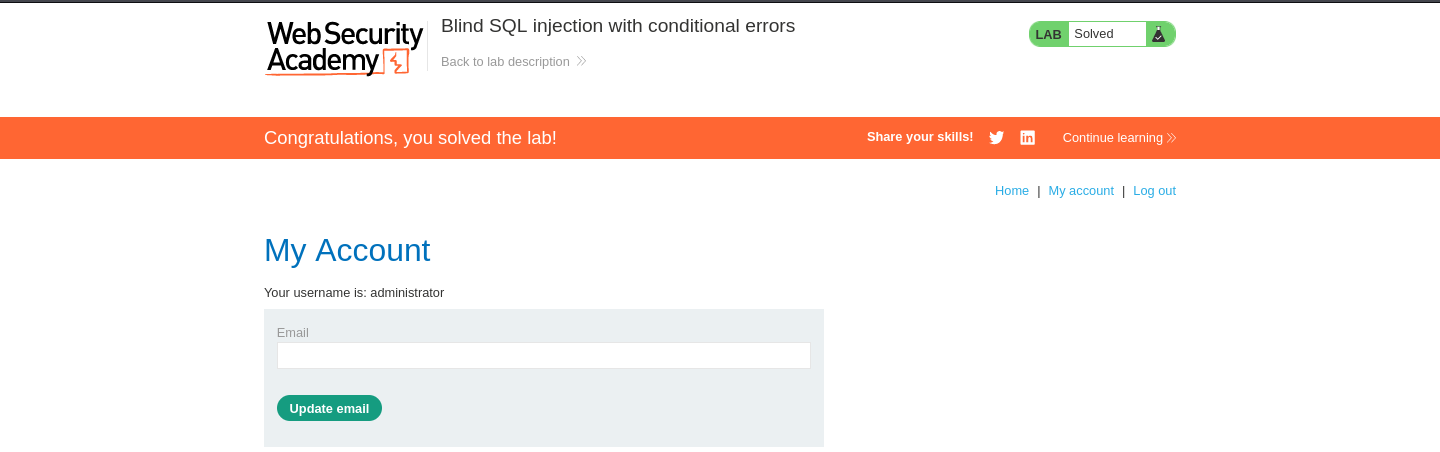 Web Security
Academy
Blind SQL injection with conditional errors
Back to lab description
LAB Solved
Congratulations, you solved the lab!
Share your skills!
Continue learning
Home | My account | Log out
My Account
Your username is: administrator
Email
Update email